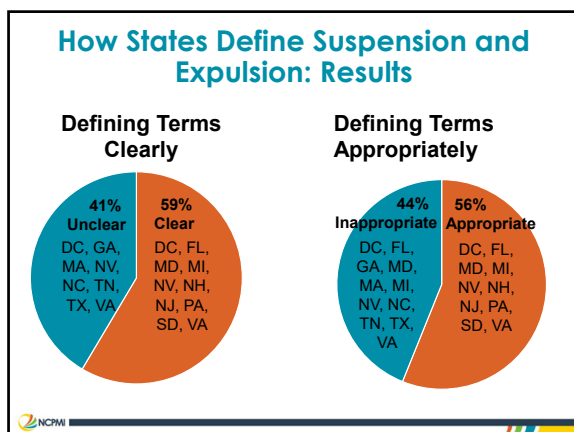 How States Define Suspension and
Expulsion: Results
Defining Terms
Clearly
41%
Unclear
DC, GA,
MA, NV,
NC, TN,
TX, VA
59%
Clear
DC, FL,
MD, MI,
NV, NH,
NJ, PA,
SD, VA
Defining Terms
Appropriately
44%
Inappropriate
DC, FL,
GA, MD,
MA, MI,
NV, NC,
TN, TX,
VA
56%
Appropriate
DC, FL,
MD, MI,
NV, NH,
NJ, PA,
SD, VA
NCPMI